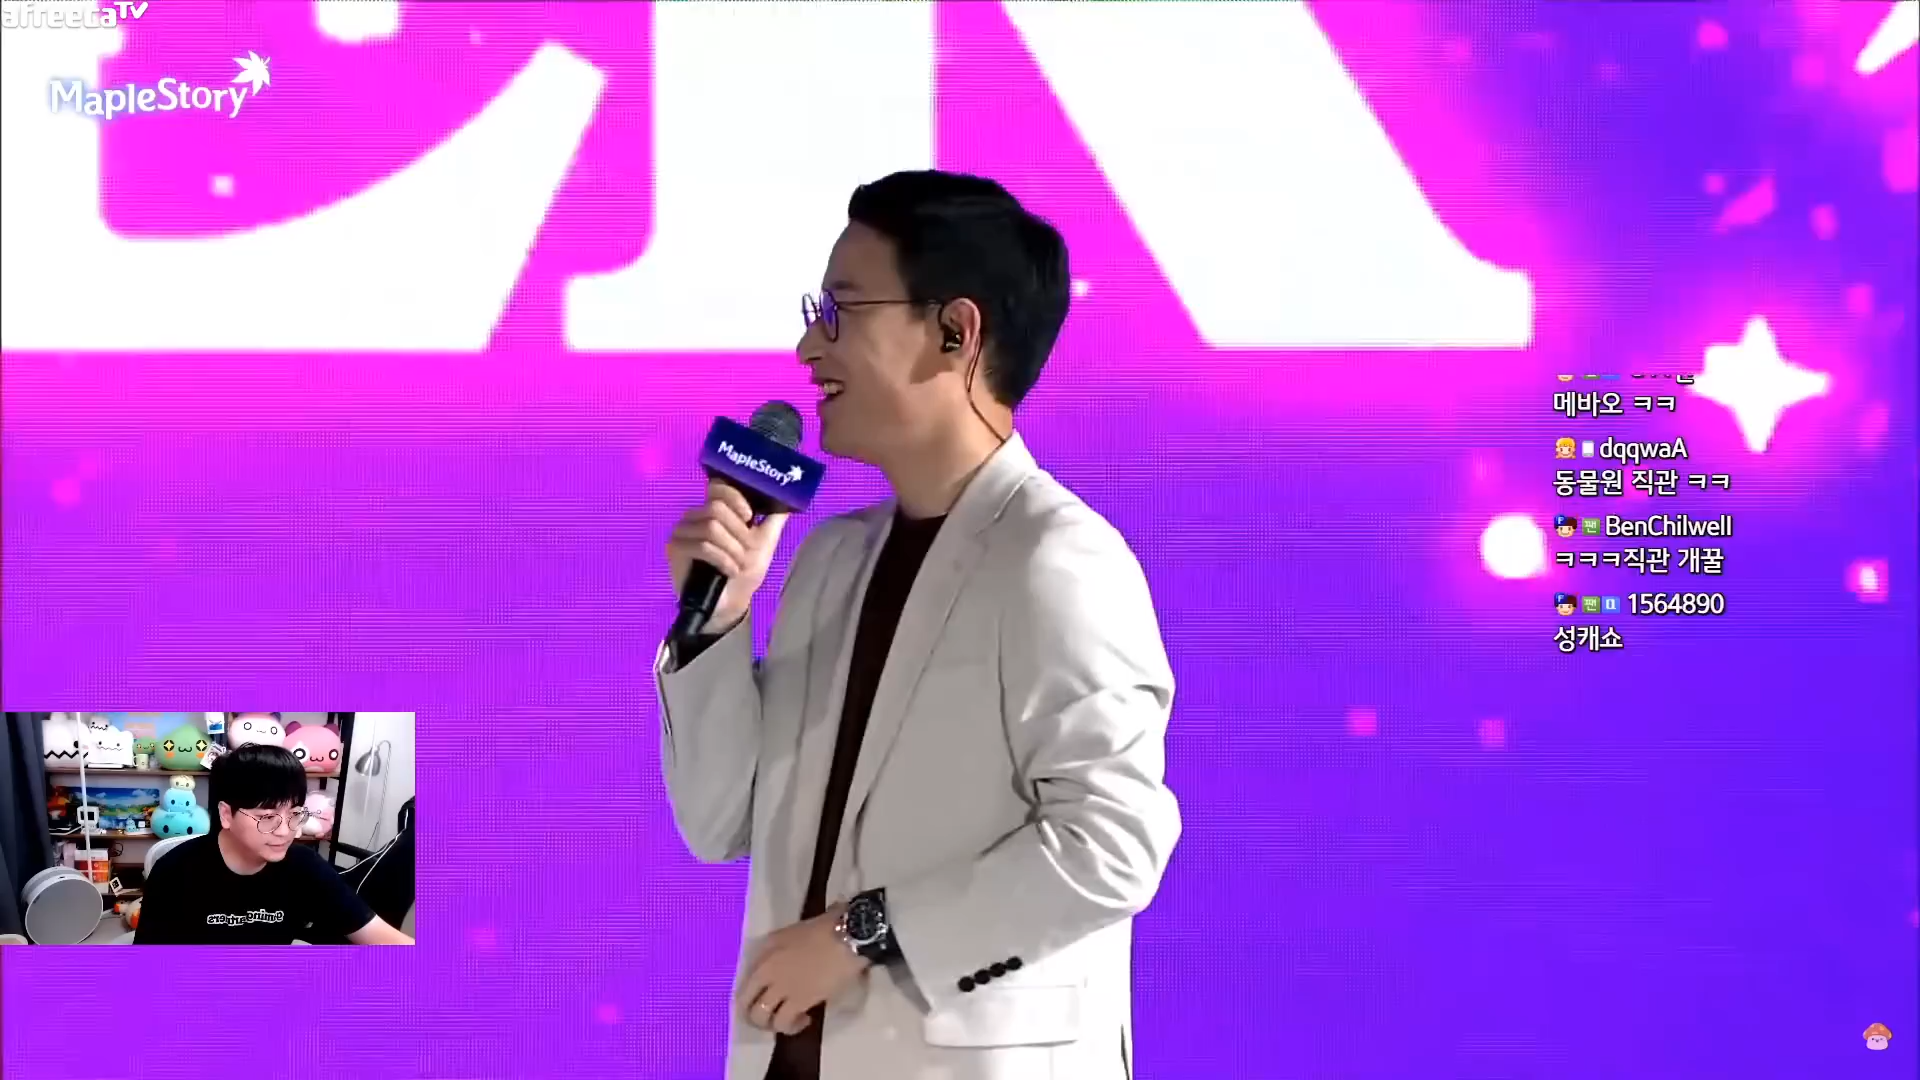 afreecaTV
MapleStory
MapleStory
메바오 ㅋㅋ
dqqwaA
동물원 직관 ㅋㅋ
BenChilwell
ㅋㅋㅋ직관 개꿀
1564890
성캐쇼